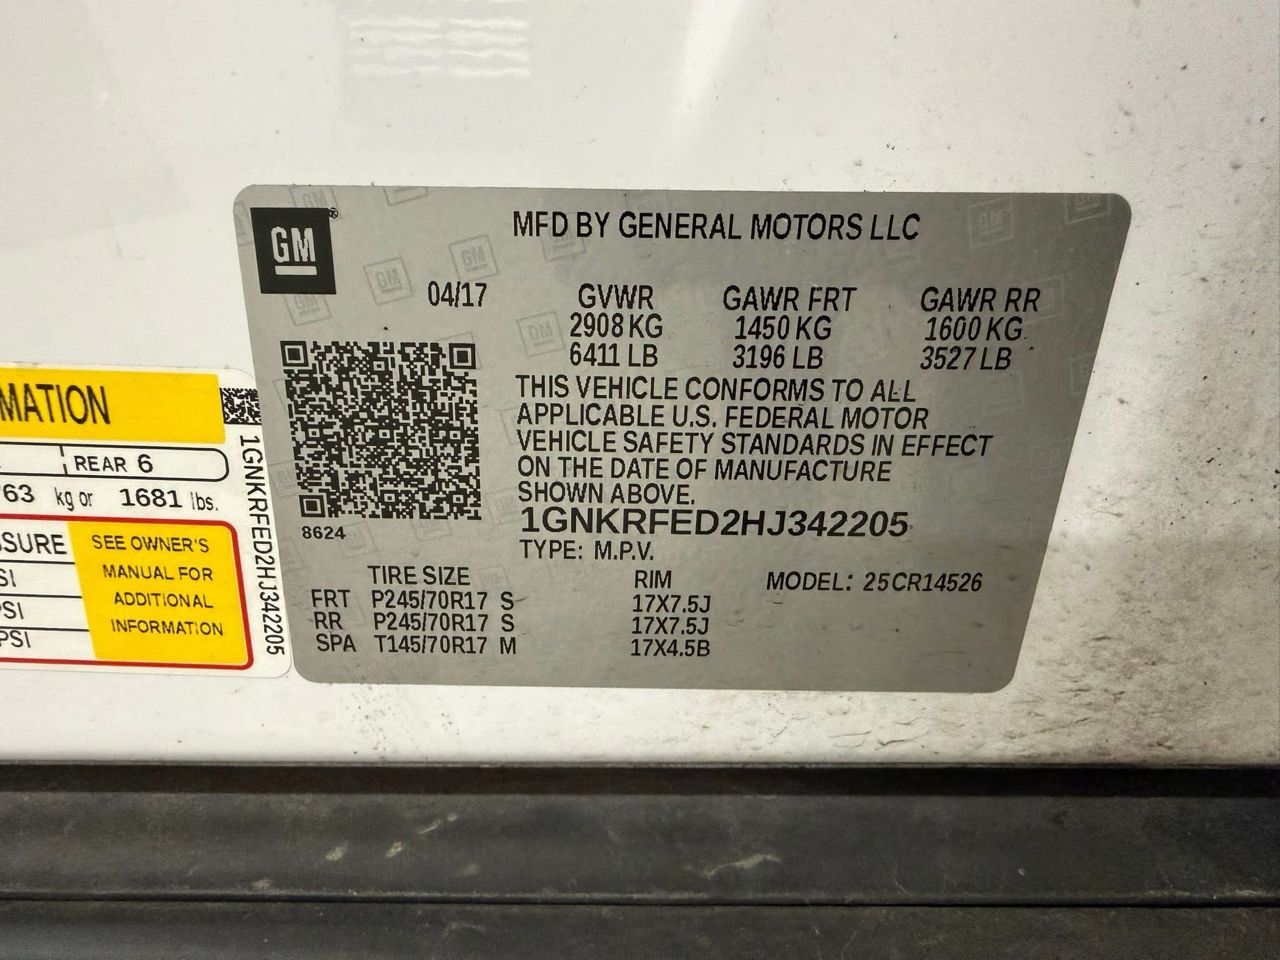 GM®
MFD BY GENERAL MOTORS LLC
04/17 GVWR GAWR FRT GAWR RR
2908 KG 1450 KG 1600 KG
6411 LB 3196 LB 3527 LB
THIS VEHICLE CONFORMS TO ALL
APPLICABLE U.S. FEDERAL MOTOR
VEHICLE SAFETY STANDARDS IN EFFECT
ON THE DATE OF MANUFACTURE
SHOWN ABOVE.
1GNKRFED2HJ342205
8624
TYPE: M.P.V.
TIRE SIZE RIM MODEL: 25CR14526
FRT P245/70R17 S 17X7.5J
RR P245/70R17 S 17X7.5J
SPA T145/70R17 M 17X4.5B
MATION
REAR 6
763 kg or 1681 lbs.
SSURE
SI
PSI
PSI
SEE OWNER'S
MANUAL FOR
ADDITIONAL
INFORMATION
1GNKRFED2HJ342205